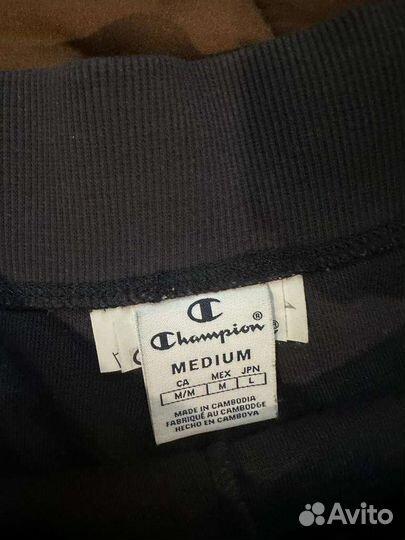 Champion®
MEDIUM
CA MEX JPN
M/M M L
MADE IN CAMBODIA
FABRIQUÉ AU CAMBODGE
HECHO EN CAMBOYA
Avito